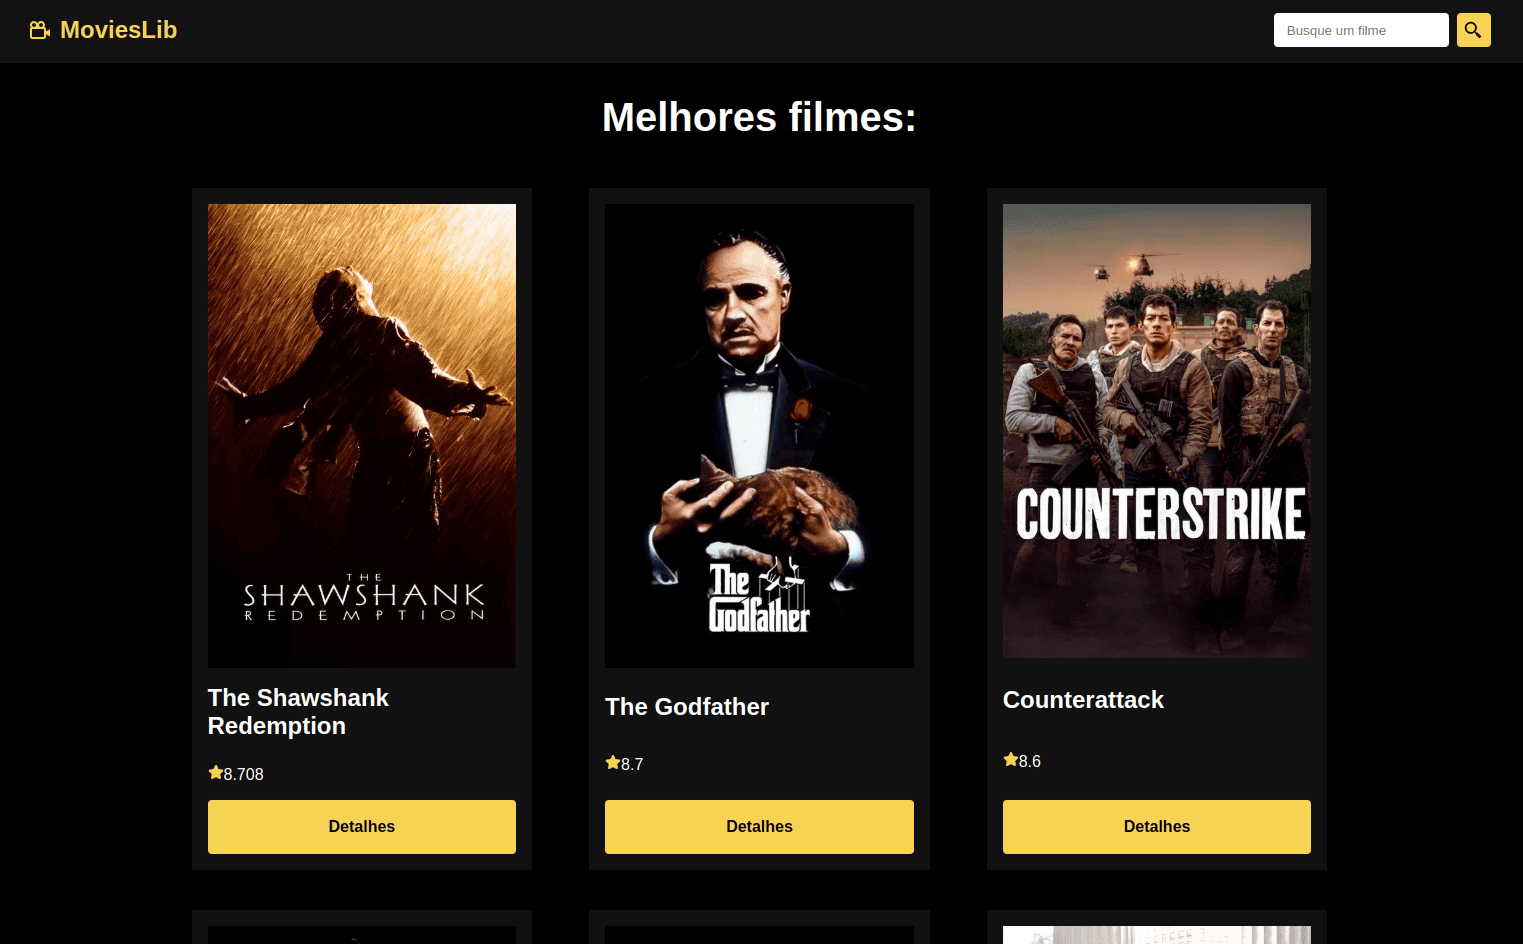 MoviesLib
Busque um filme
Melhores filmes:
THE
SHAWSHANK
REDEMPTION
The
Godfather
COUNTERSTRIKE
The Shawshank
Redemption
The Godfather
Counterattack
8.708
8.7
8.6
Detalhes
Detalhes
Detalhes